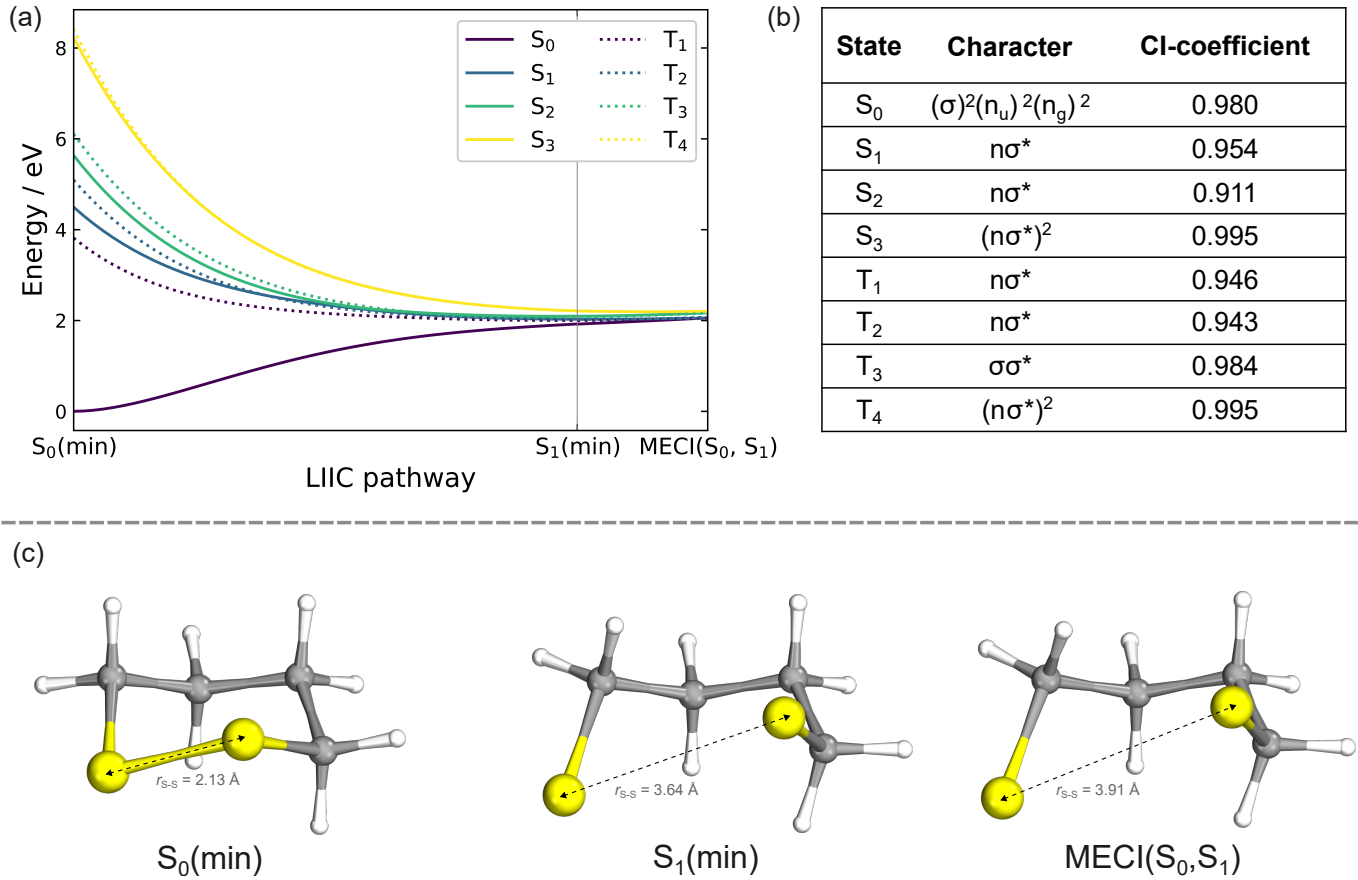 (a)
Energy / eV
8
6
4
2
0
S₀ T₁
S₁ T₂
S₂ T₃
S₃ T₄
S₀(min) S₁(min) MECI(S₀, S₁)
LIIC pathway
(b)
State Character CI-coefficient
S₀ (σ)²(nᵤ)²(n_g)² 0.980
S₁ nσ* 0.954
S₂ nσ* 0.911
S₃ (nσ*)² 0.995
T₁ nσ* 0.946
T₂ nσ* 0.943
T₃ σσ* 0.984
T₄ (nσ*)² 0.995
(c)
r_S-S = 2.13 Å
r_S-S = 3.64 Å
r_S-S = 3.91 Å
S₀(min)
S₁(min)
MECI(S₀,S₁)